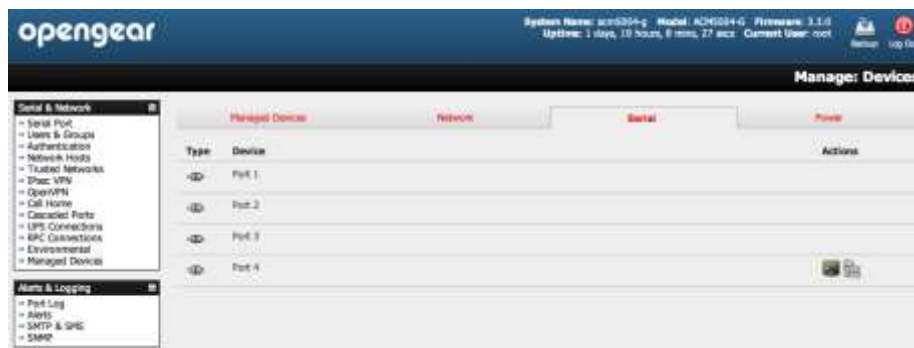 opengear
System Name: acm5004-g Model: ACM5004-G Firmware: 3.3.0
Uptime: 1 days, 10 hours, 8 mins, 27 secs Current User: root
Backup Log
Manage: Devices
Serial & Network
Serial Port
Users & Groups
Authentication
Network Hosts
Trusted Networks
IPsec VPN
OpenVPN
Call Home
Cascaded Ports
UPS Connections
RPC Connections
Environmental
Managed Devices
Managed Devices Network Serial Power
Type Device Actions
Port 1
Port 2
Port 3
Port 4
Alerts & Logging
Port Log
Alerts
SMTP & SMS
SNMP